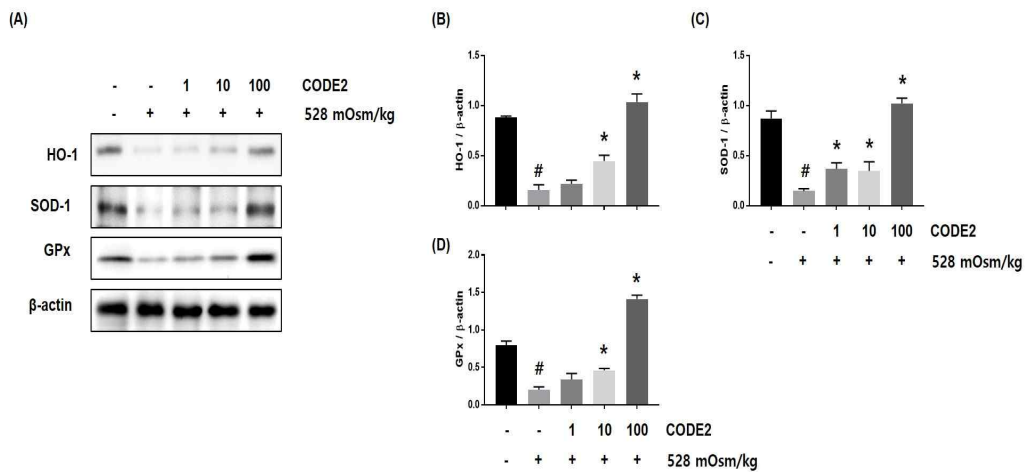 (A)
- - 1 10 100 CODE2
- + + + + 528 mOsm/kg
HO-1
SOD-1
GPx
β-actin
(B)
HO-1 / β-actin
1.5
1.0
0.5
0.0
#
*
*
(C)
SOD-1 / β-actin
1.5
1.0
0.5
0.0
#
*
*
*
- - 1 10 100 CODE2
- + + + + 528 mOsm/kg
(D)
GPx / β-actin
2.0
1.5
1.0
0.5
0.0
#
*
*
- - 1 10 100 CODE2
- + + + + 528 mOsm/kg